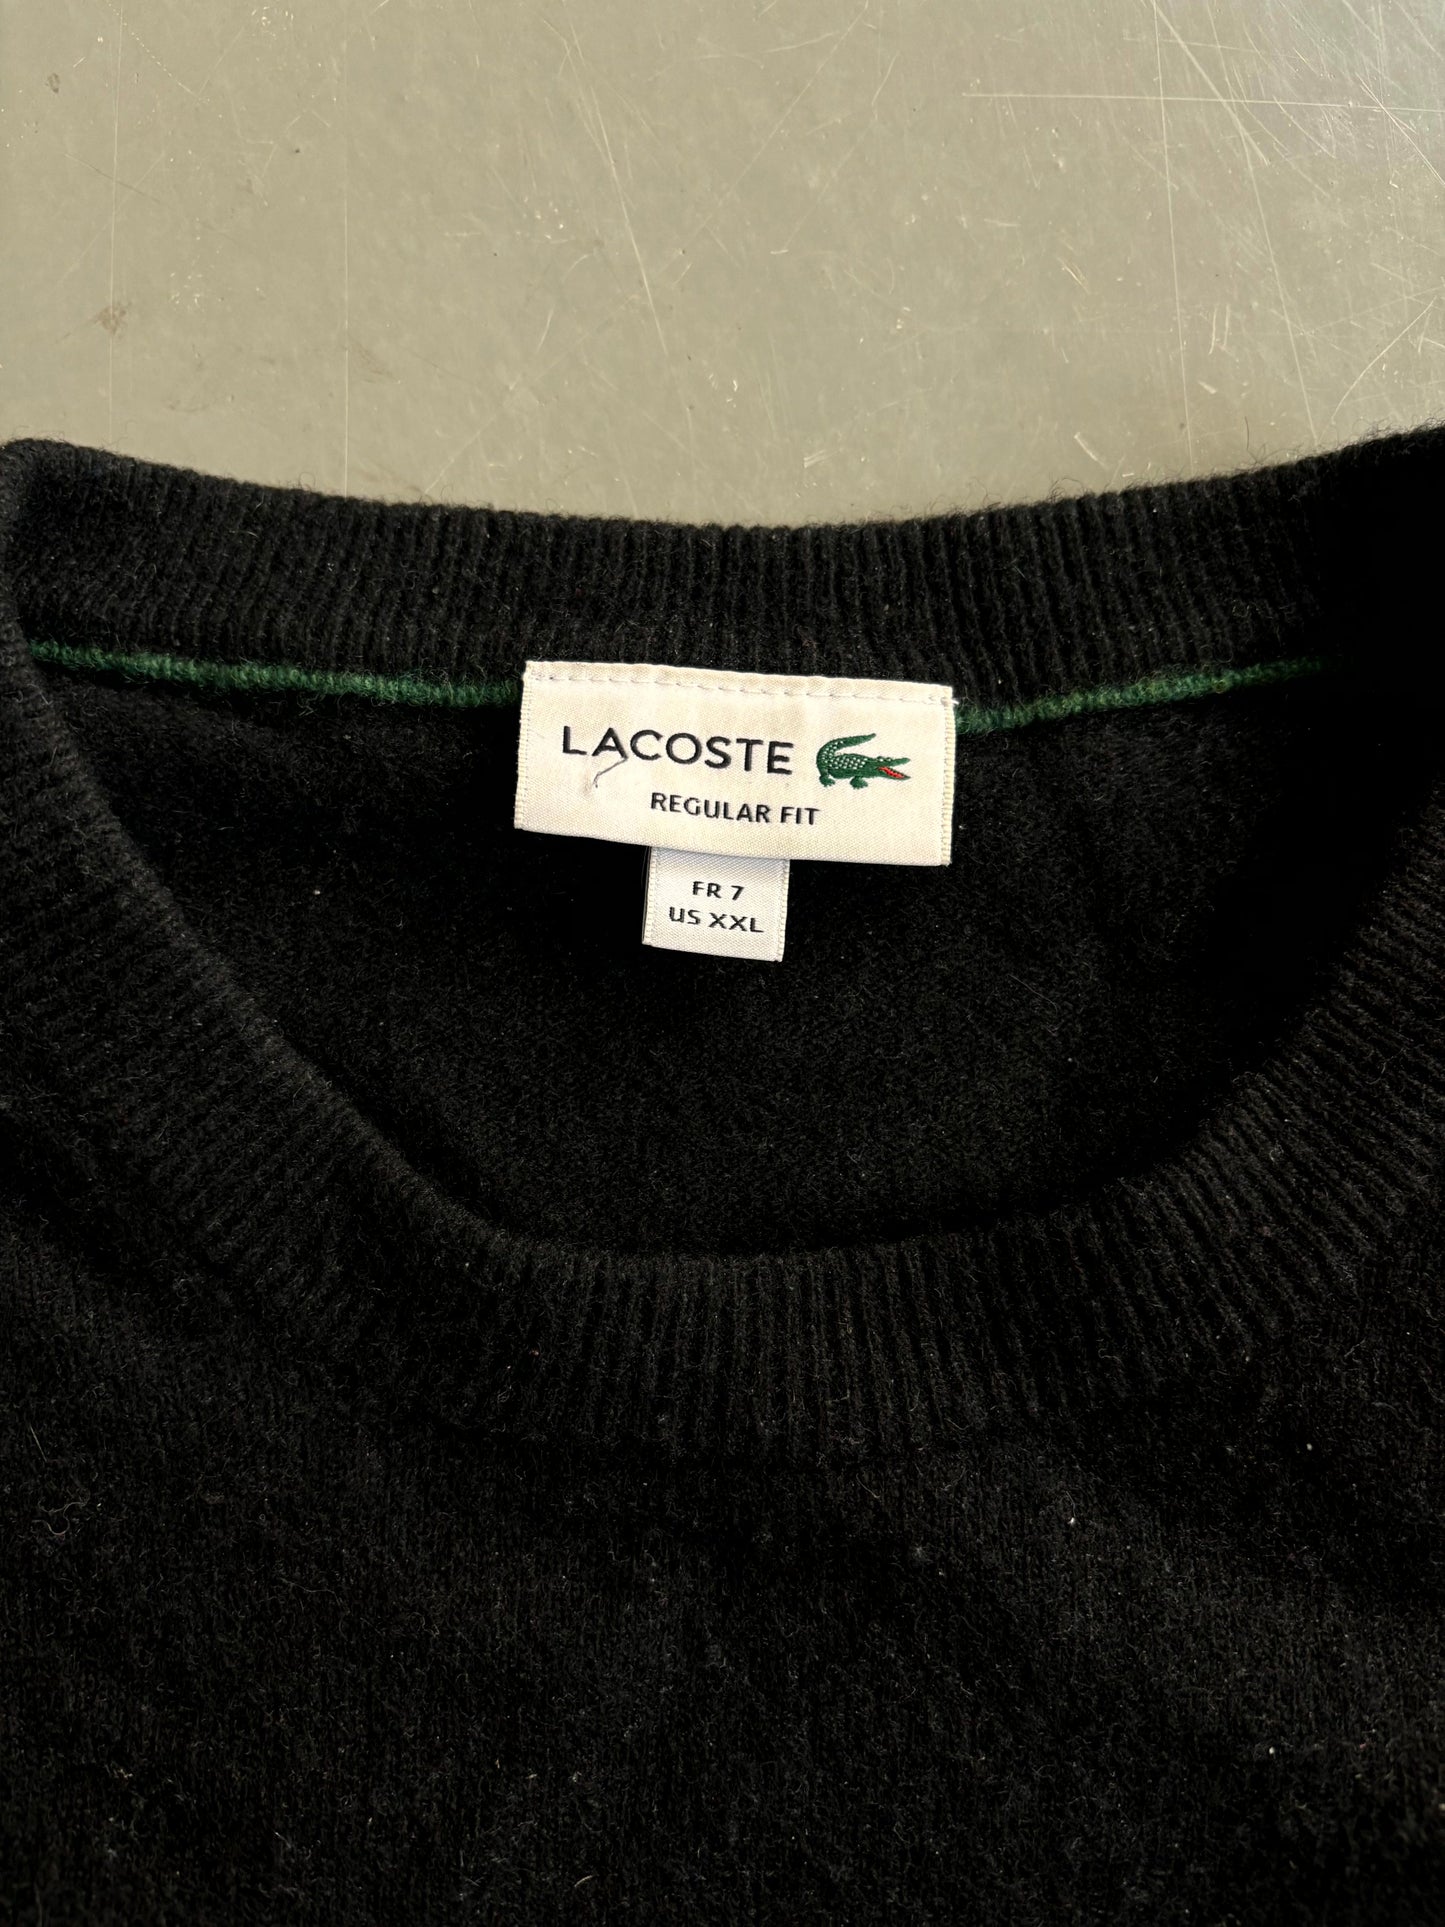 LACOSTE
REGULAR FIT
FR 7
US XXL